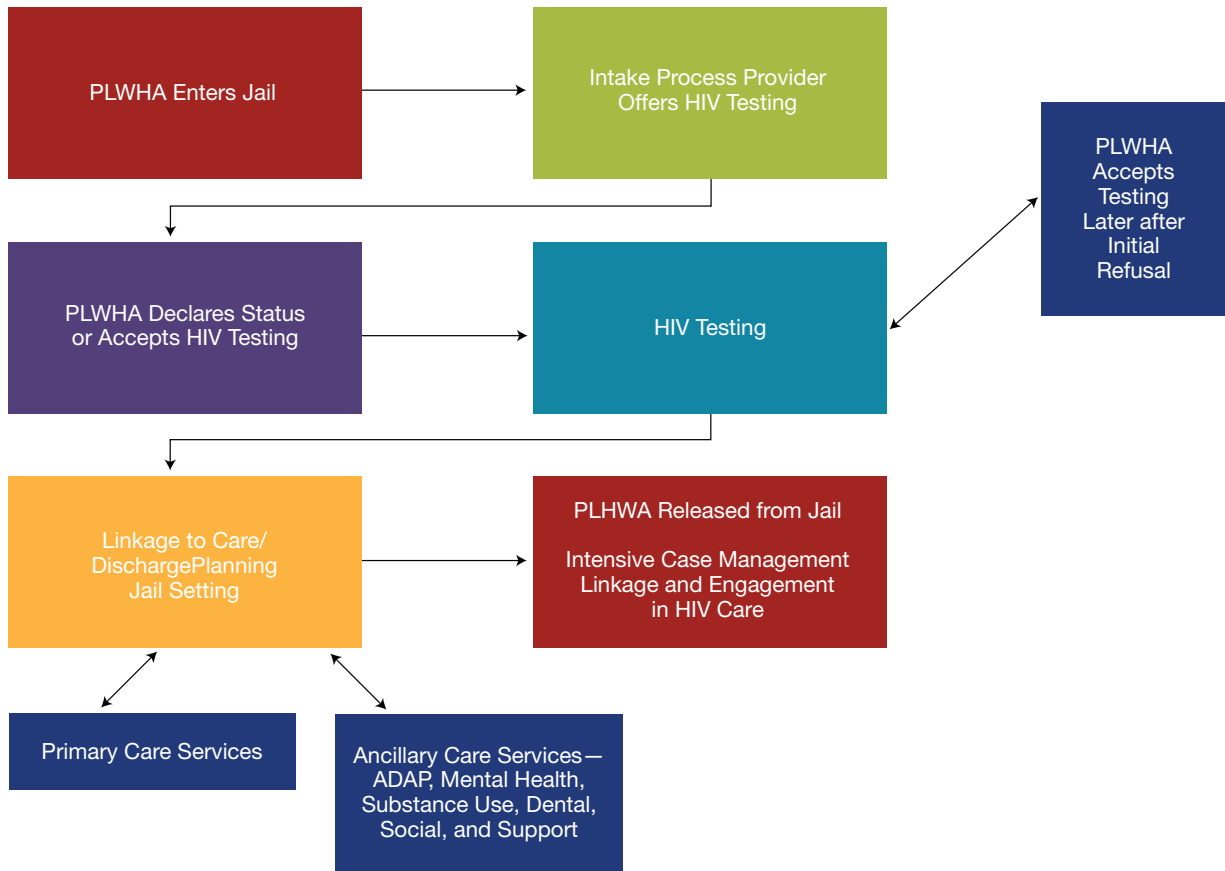 PLWHA Enters Jail
Intake Process Provider
Offers HIV Testing
PLWHA
Accepts
Testing
Later after
Initial
Refusal
PLWHA Declares Status
or Accepts HIV Testing
HIV Testing
Linkage to Care/
DischargePlanning
Jail Setting
PLHWA Released from Jail
Intensive Case Management
Linkage and Engagement
in HIV Care
Primary Care Services
Ancillary Care Services—
ADAP, Mental Health,
Substance Use, Dental,
Social, and Support